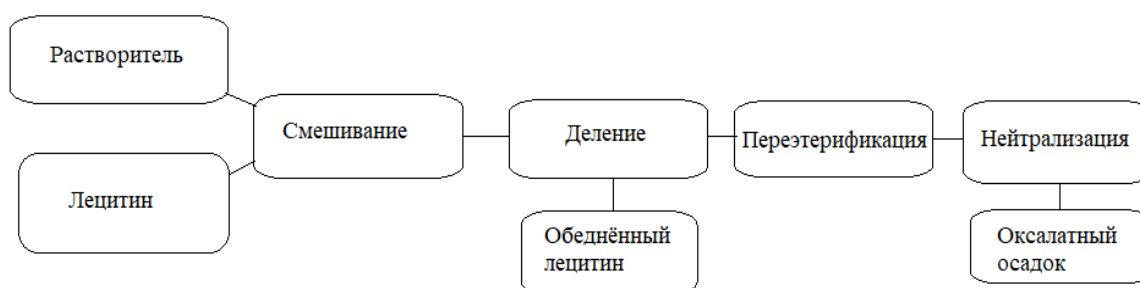 Растворитель
Лецитин
Смешивание
Деление
Обеднённый
лецитин
Переэтерификация
Нейтрализация
Оксалатный
осадок